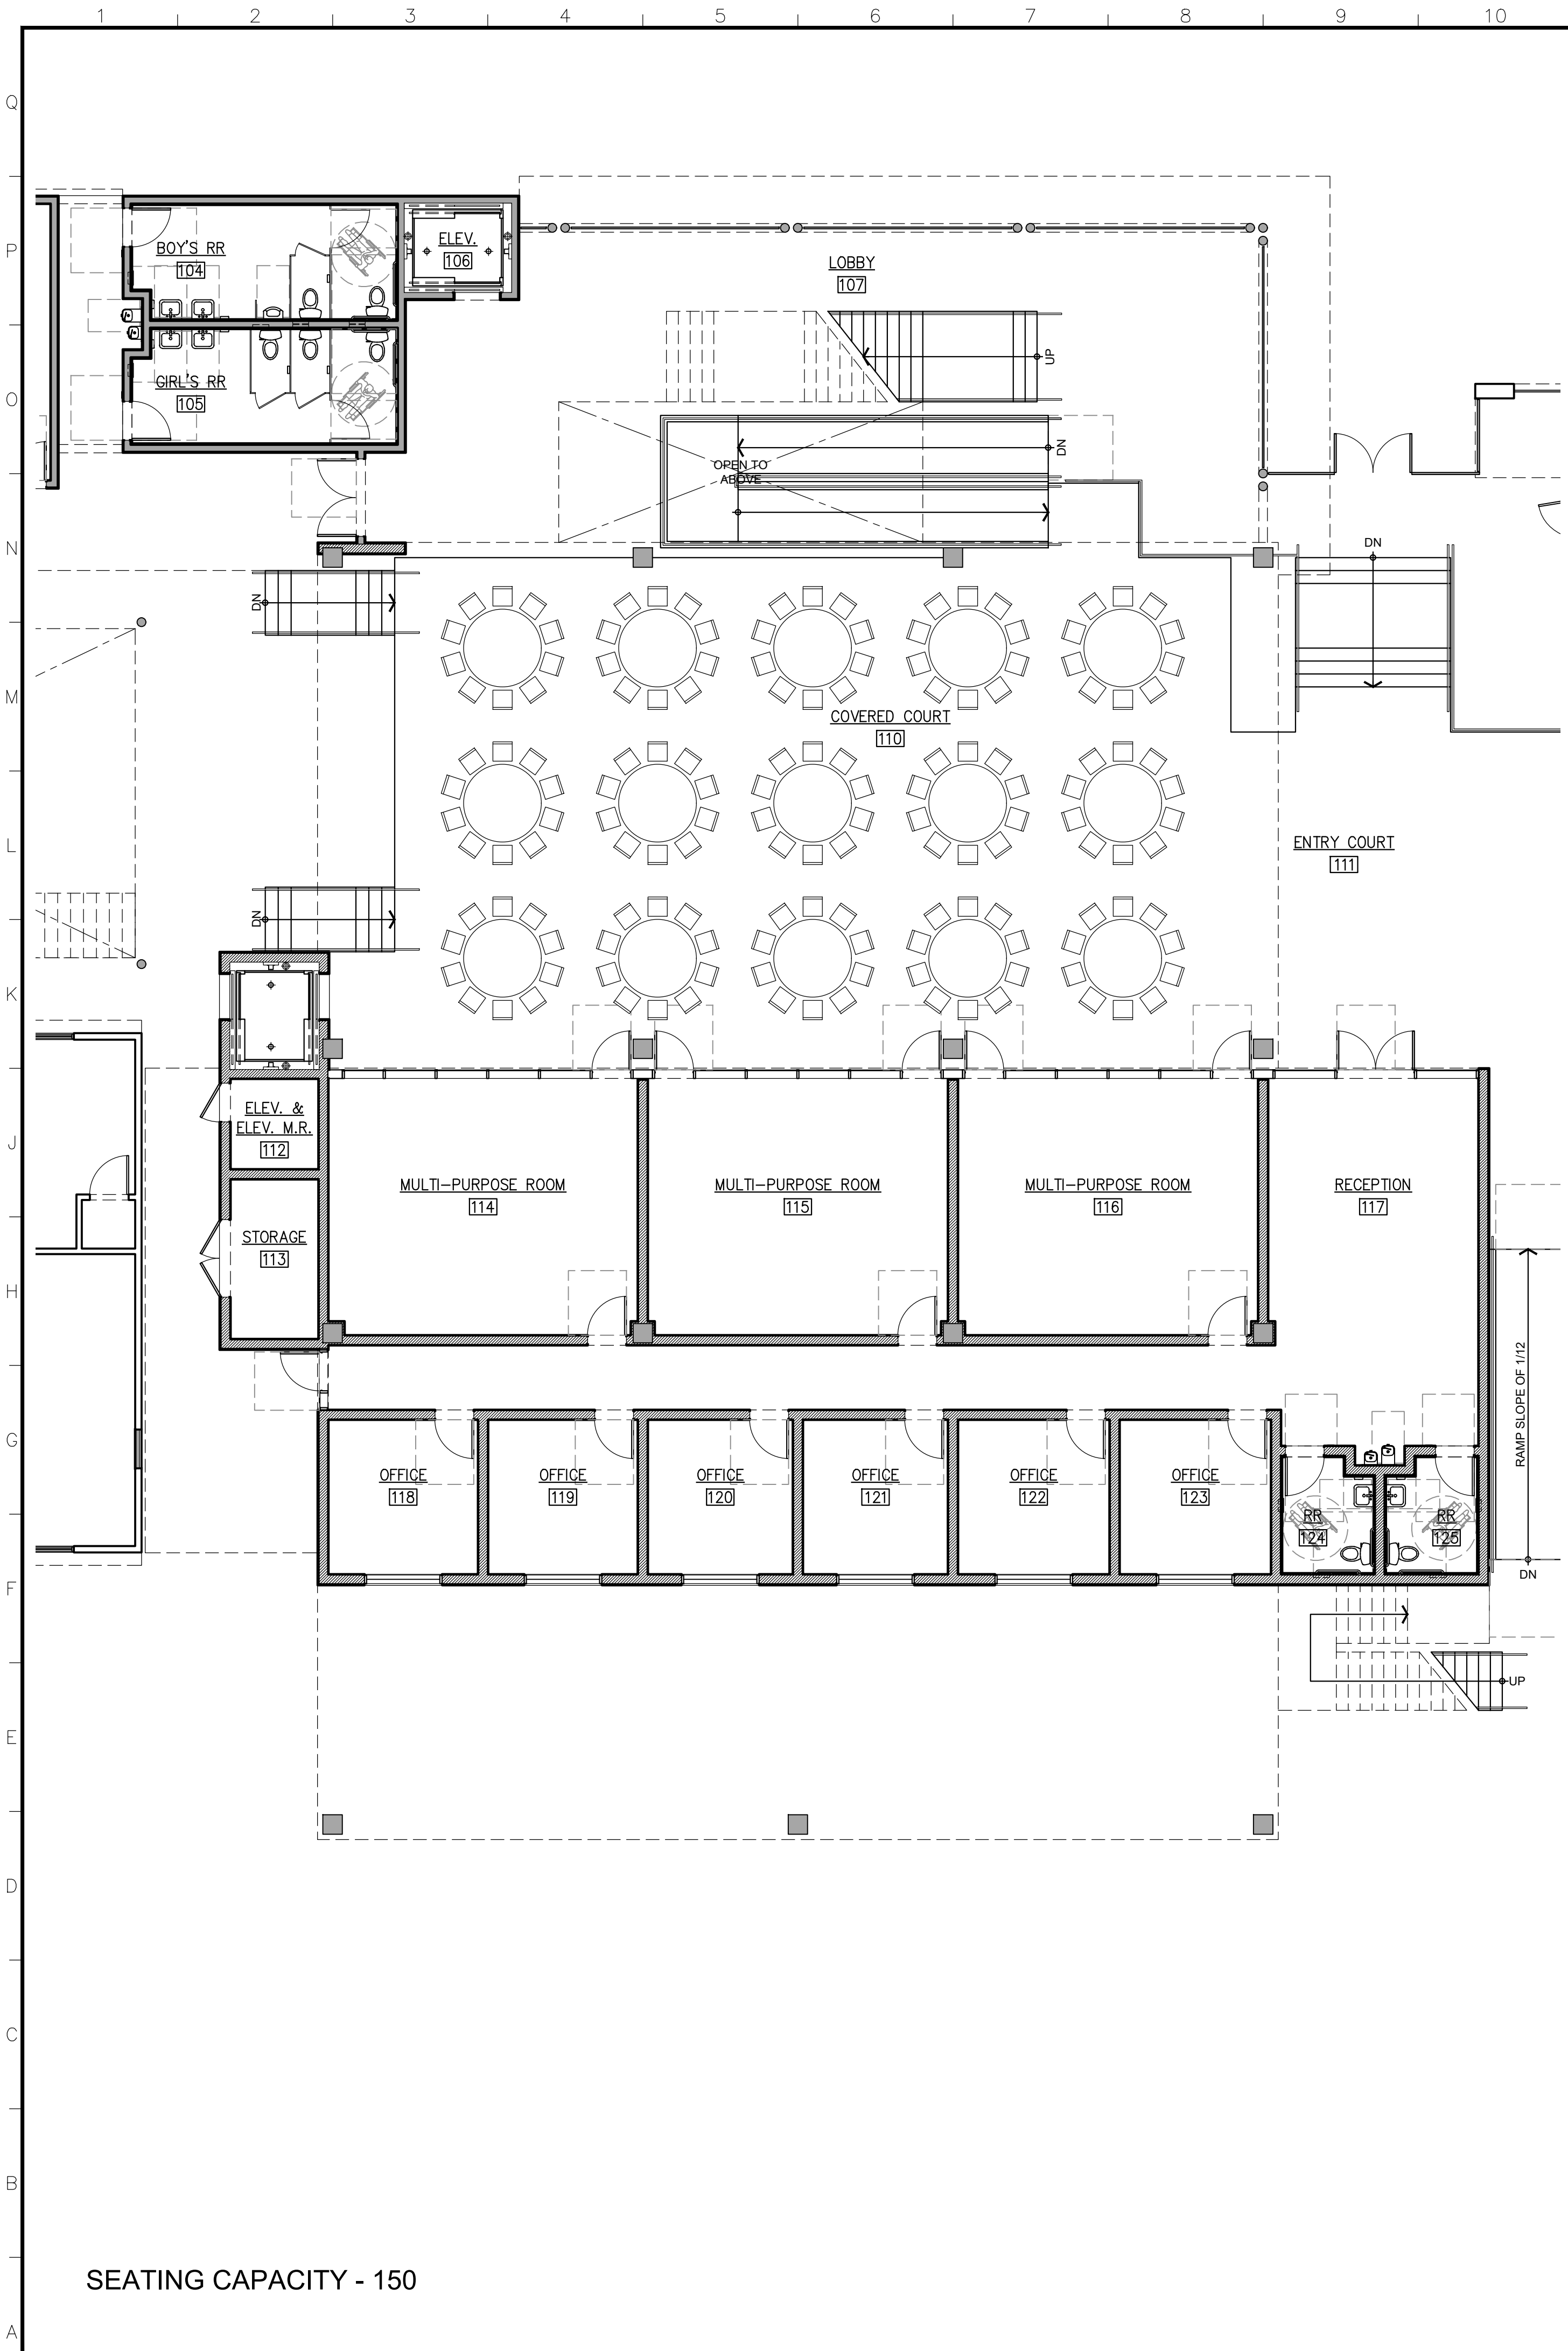 1 2 3 4 5 6 7 8 9 10
Q
P
O
N
M
L
K
J
H
G
F
E
D
C
B
A
BOY'S RR
104
ELEV.
106
LOBBY
107
UP
GIRL'S RR
105
DN
OPEN TO
ABOVE
DN
DN
COVERED COURT
110
ENTRY COURT
111
DN
ELEV. &
ELEV. M.R.
112
STORAGE
113
MULTI-PURPOSE ROOM
114
MULTI-PURPOSE ROOM
115
MULTI-PURPOSE ROOM
116
RECEPTION
117
RAMP SLOPE OF 1/12
DN
OFFICE
118
OFFICE
119
OFFICE
120
OFFICE
121
OFFICE
122
OFFICE
123
RR
124
RR
125
UP
SEATING CAPACITY - 150